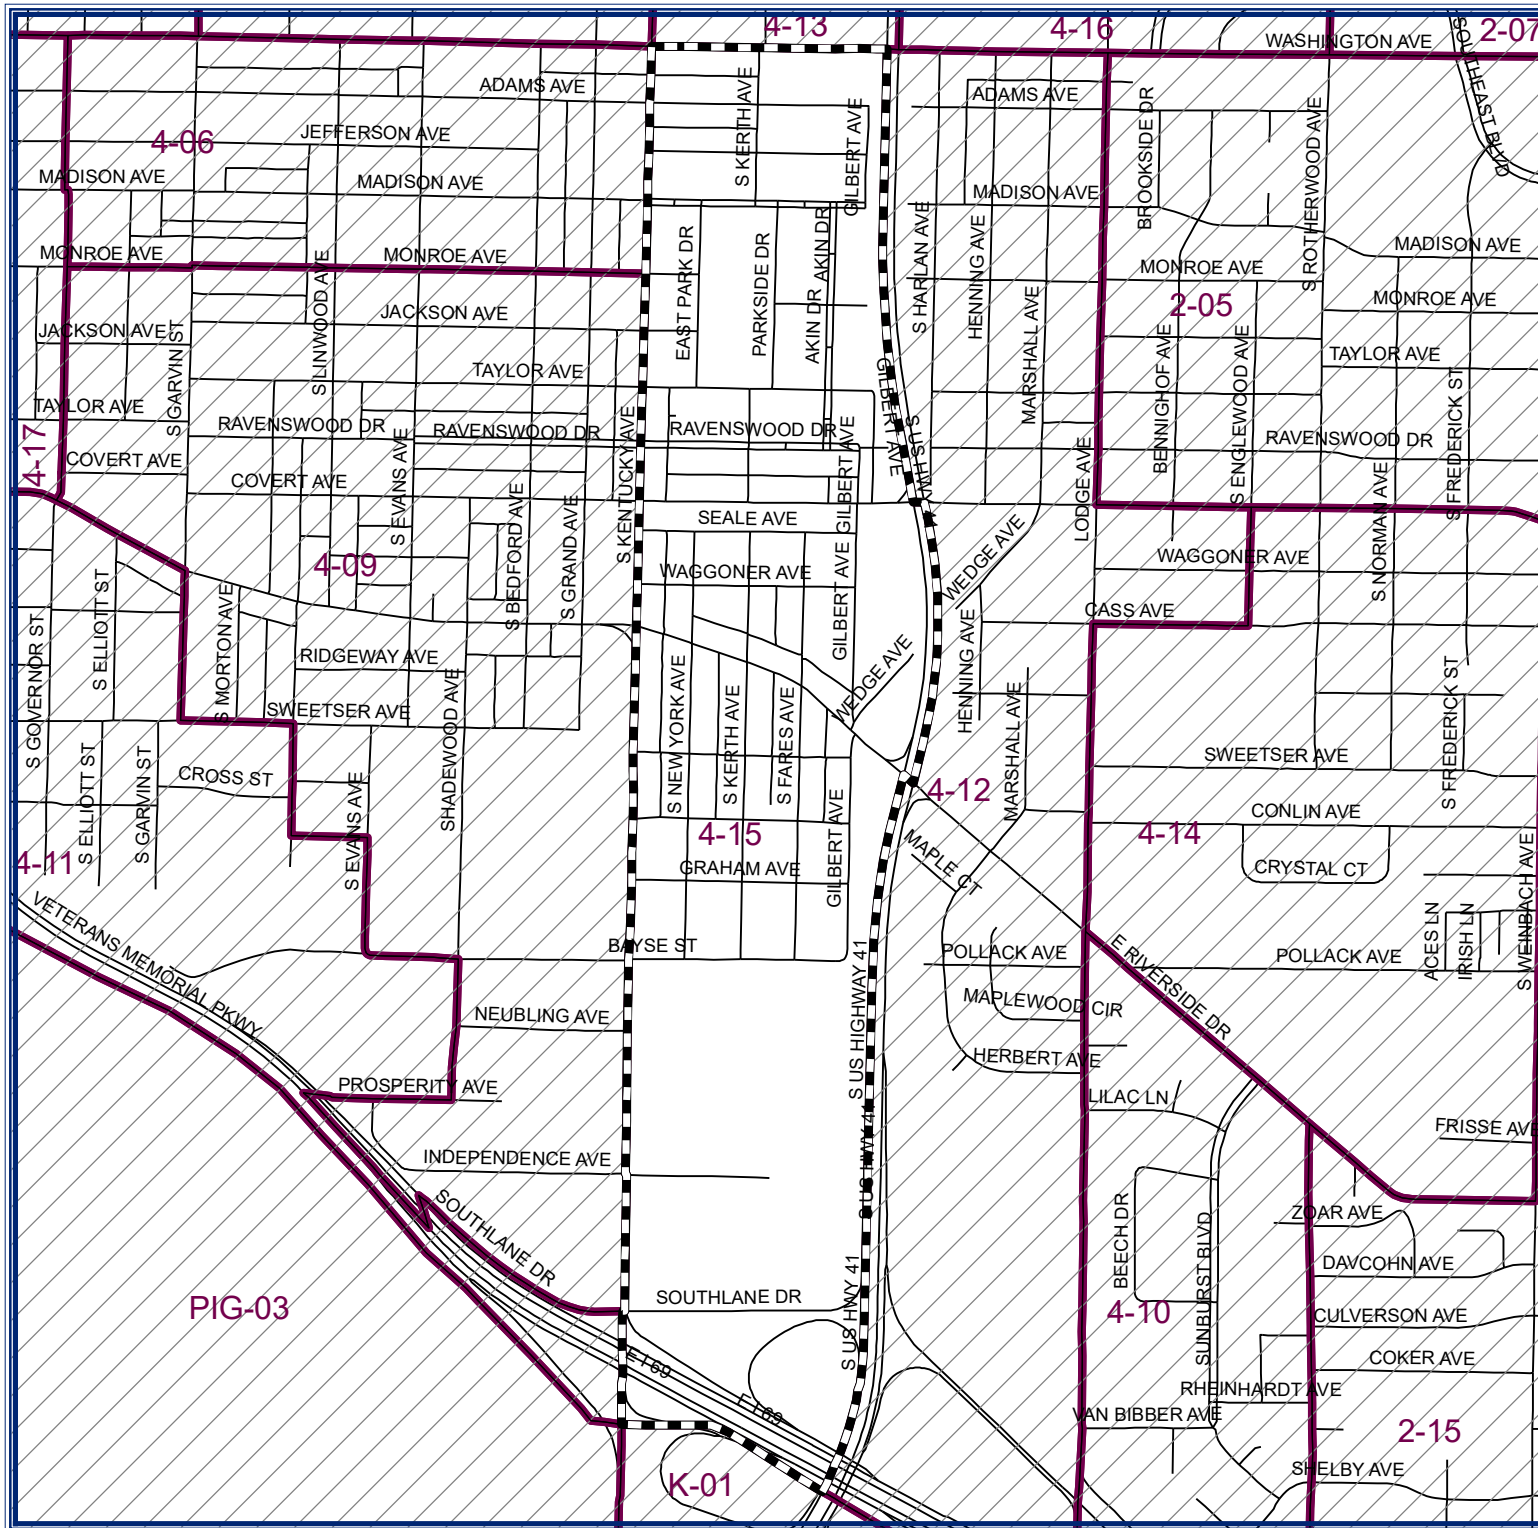 4-13
4-16
2-07
WASHINGTON AVE
SOUTHEAST BLVD
ADAMS AVE
S KERTH AVE
ADAMS AVE
BROOKSIDE DR
4-06
JEFFERSON AVE
GILBERT AVE
S ROTHERWOOD AVE
MADISON AVE
MADISON AVE
MADISON AVE
MONROE AVE
MONROE AVE
EAST PARK DR
PARKSIDE DR
AKIN DR
S HARLAN AVE
HENNING AVE
MONROE AVE
MADISON AVE
S LINWOOD AVE
JACKSON AVE
AKIN DR
MARSHALL AVE
2-05
MONROE AVE
JACKSON AVE
S GARVIN ST
TAYLOR AVE
GILBERT AVE
BENNIGHOF AVE
S ENGLEWOOD AVE
TAYLOR AVE
TAYLOR AVE
4-17
RAVENSWOOD DR
RAVENSWOOD DR
S KENTUCKY AVE
RAVENSWOOD DR
GILBERT AVE
S US HWY 41
LODGE AVE
RAVENSWOOD DR
S FREDERICK ST
COVERT AVE
COVERT AVE
S EVANS AVE
S BEDFORD AVE
S GRAND AVE
SEALE AVE
S NORMAN AVE
4-09
WAGGONER AVE
GILBERT AVE
WEDGE AVE
WAGGONER AVE
CASS AVE
S GOVERNOR ST
S ELLIOTT ST
S MORTON AVE
RIDGEWAY AVE
SHADEWOOD AVE
S NEW YORK AVE
S KERTH AVE
S FARES AVE
WEDGE AVE
HENNING AVE
MARSHALL AVE
S FREDERICK ST
SWEETSER AVE
SWEETSER AVE
S ELLIOTT ST
S GARVIN ST
CROSS ST
S EVANS AVE
4-15
GILBERT AVE
4-12
4-14
CONLIN AVE
4-11
GRAHAM AVE
MAPLE CT
CRYSTAL CT
S WEINBACH AVE
VETERANS MEMORIAL PKWY
BAYSE ST
POLLACK AVE
E RIVERSIDE DR
POLLACK AVE
ACES LN
IRISH LN
NEUBLING AVE
S US HIGHWAY 41
MAPLEWOOD CIR
HERBERT AVE
PROSPERITY AVE
LILAC LN
S US HWY 41
FRISSE AVE
INDEPENDENCE AVE
SOUTHLANE DR
BEECH DR
SUNBURST BLVD
ZOAR AVE
DAVCOHN AVE
PIG-03
SOUTHLANE DR
S US HWY 41
4-10
CULVERSON AVE
E I 69
COKER AVE
E I 69
RHEINHARDT AVE
VAN BIBBER AVE
2-15
K-01
SHELBY AVE